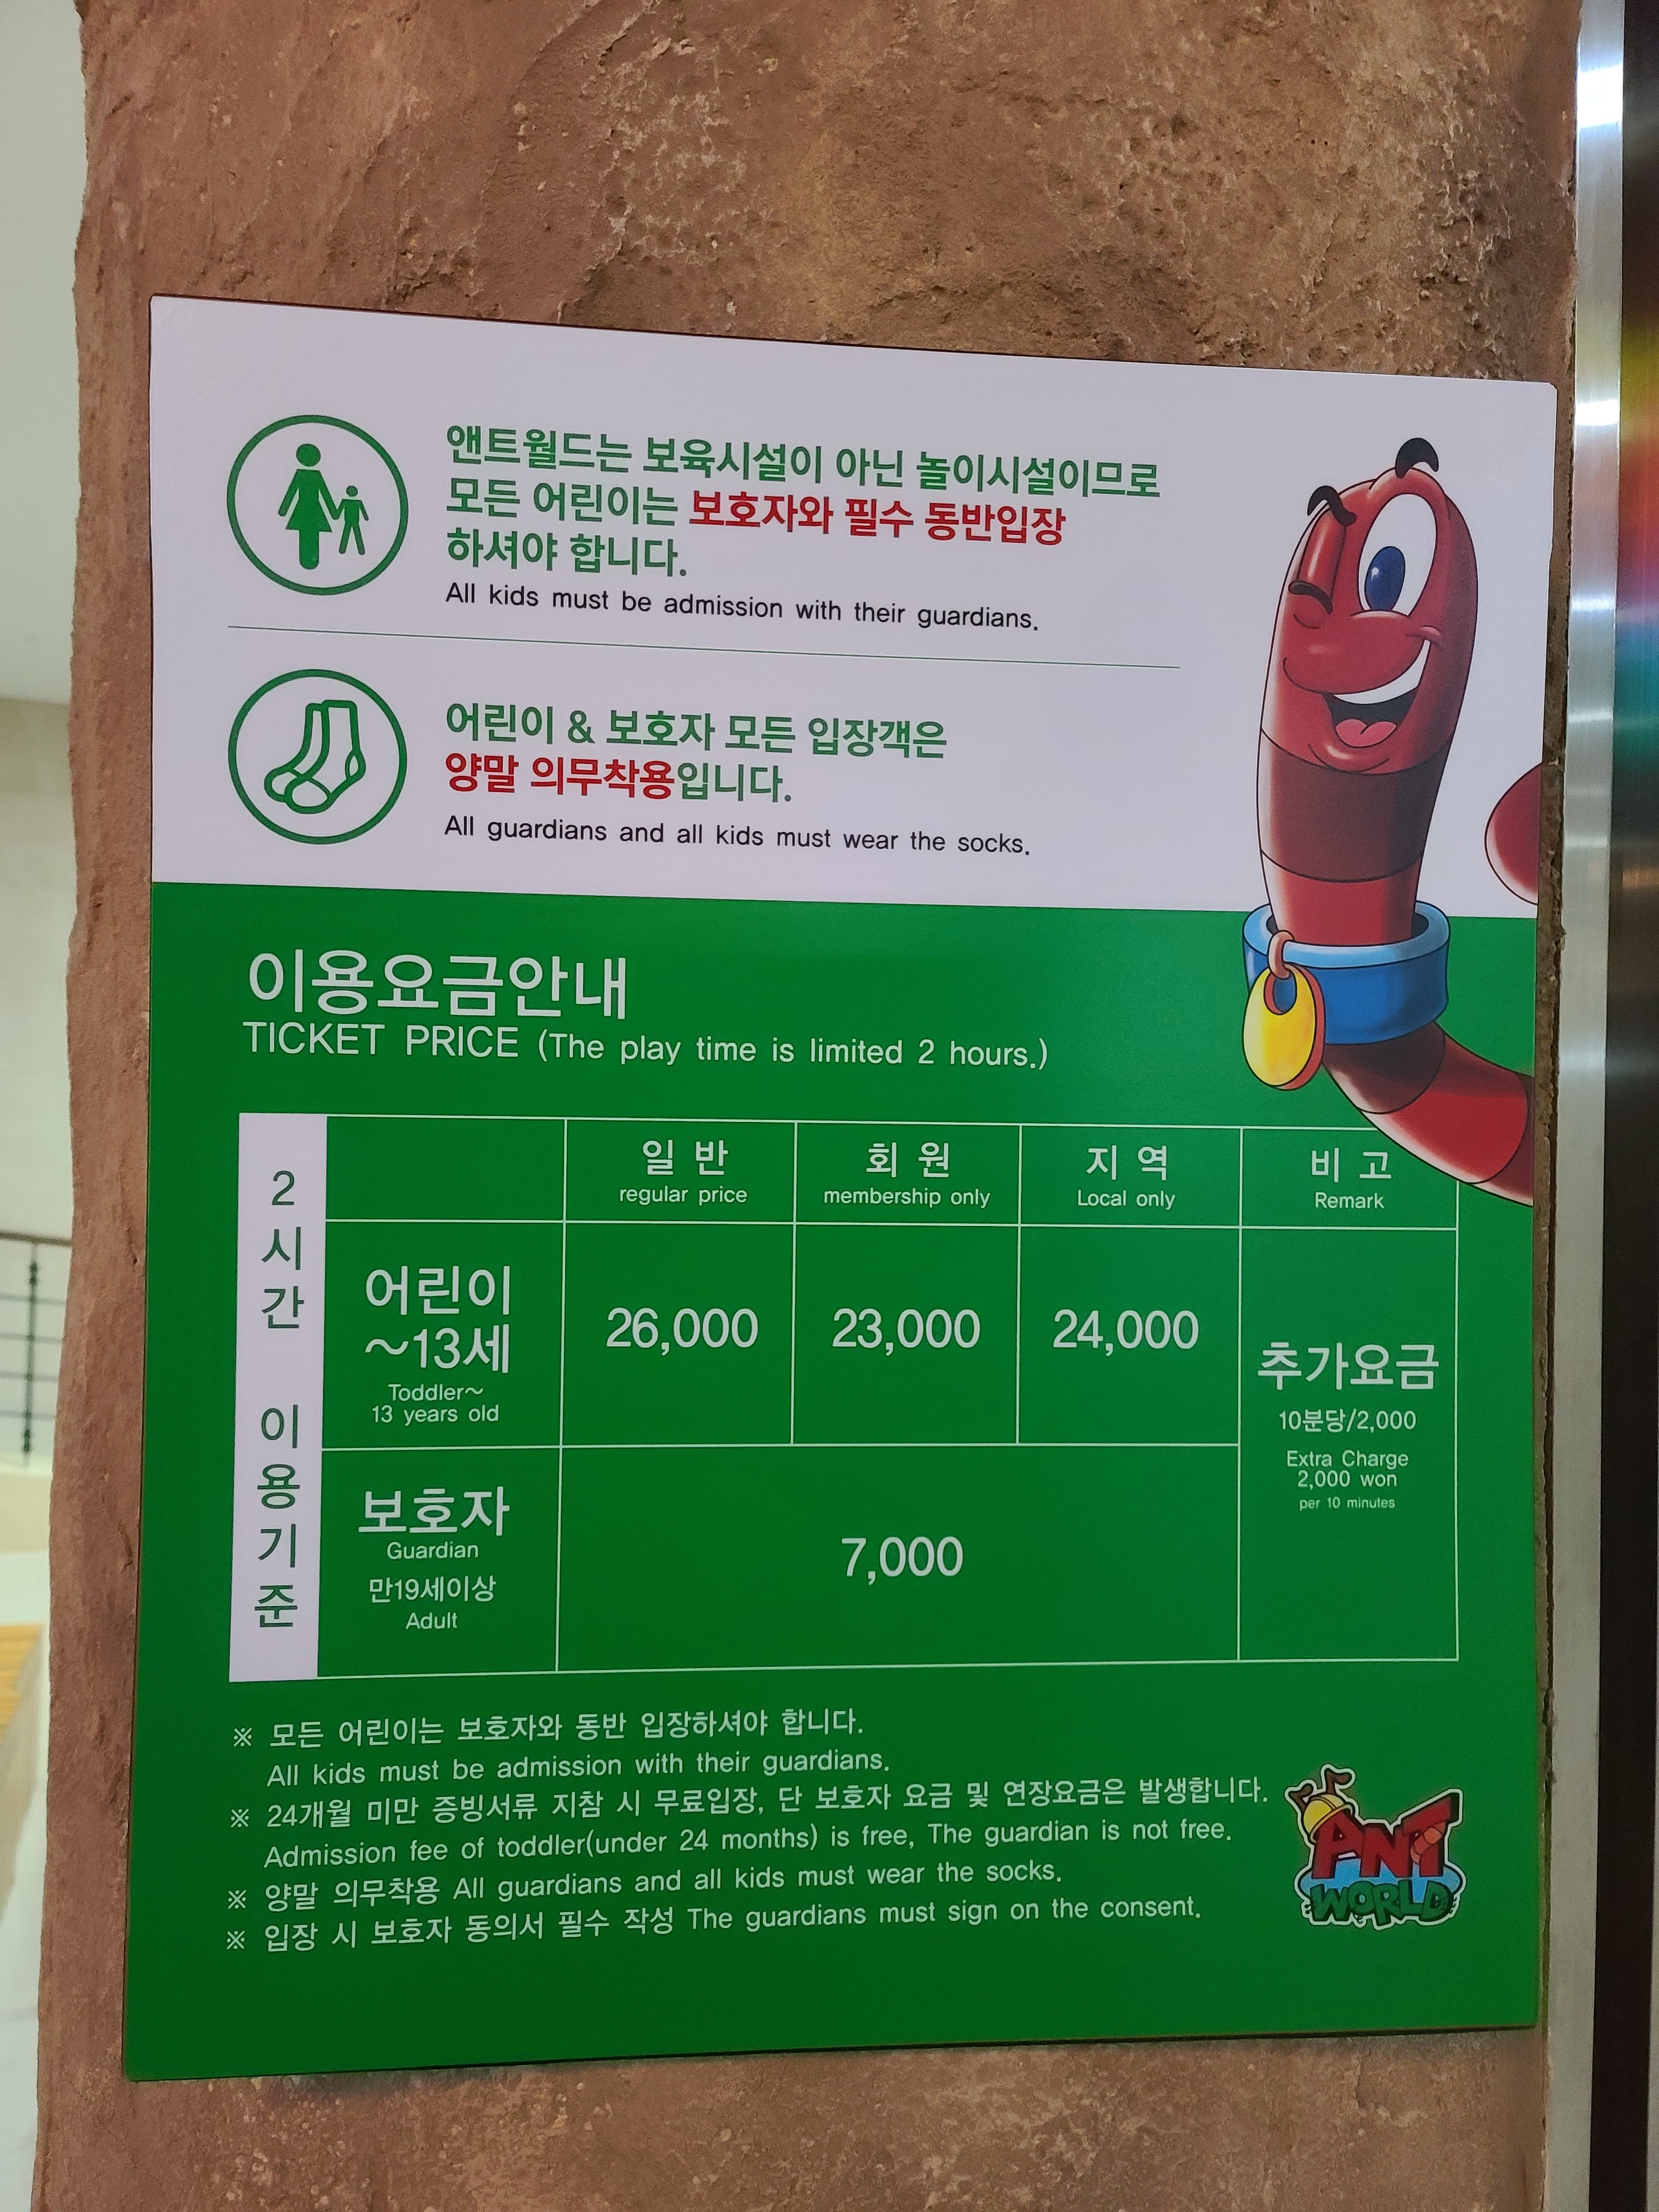 앤트월드는 보육시설이 아닌 놀이시설이므로
모든 어린이는 보호자와 필수 동반입장
하셔야 합니다.
All kids must be admission with their guardians.
어린이 & 보호자 모든 입장객은
양말 의무착용입니다.
All guardians and all kids must wear the socks.
이용요금안내
TICKET PRICE (The play time is limited 2 hours.)
2시간 이용기준
일반 회원 지역 비고
regular price membership only Local only Remark
어린이
~13세
Toddler~
13 years old
26,000 23,000 24,000
추가요금
10분당/2,000
Extra Charge
2,000 won
per 10 minutes
보호자
Guardian
만19세이상
Adult
7,000
※ 모든 어린이는 보호자와 동반 입장하셔야 합니다.
All kids must be admission with their guardians.
※ 24개월 미만 증빙서류 지참 시 무료입장, 단 보호자 요금 및 연장요금은 발생합니다.
Admission fee of toddler(under 24 months) is free, The guardian is not free.
※ 양말 의무착용 All guardians and all kids must wear the socks.
※ 입장 시 보호자 동의서 필수 작성 The guardians must sign on the consent.
ANT
WORLD